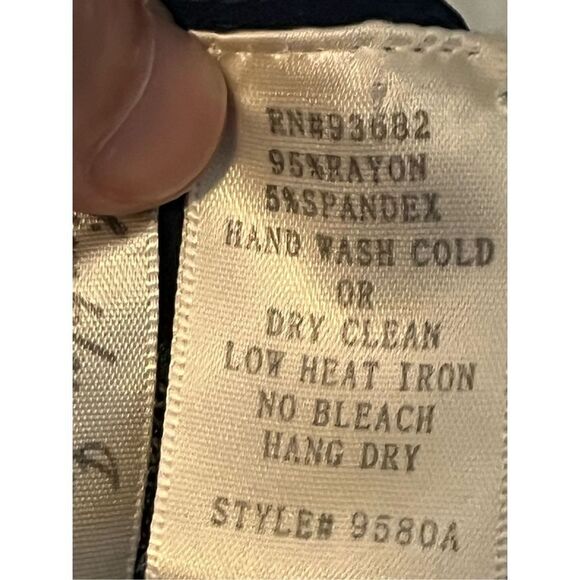 RN#93682
95%RAYON
5%SPANDEX
HAND WASH COLD
OR
DRY CLEAN
LOW HEAT IRON
NO BLEACH
HANG DRY
STYLE# 9580A